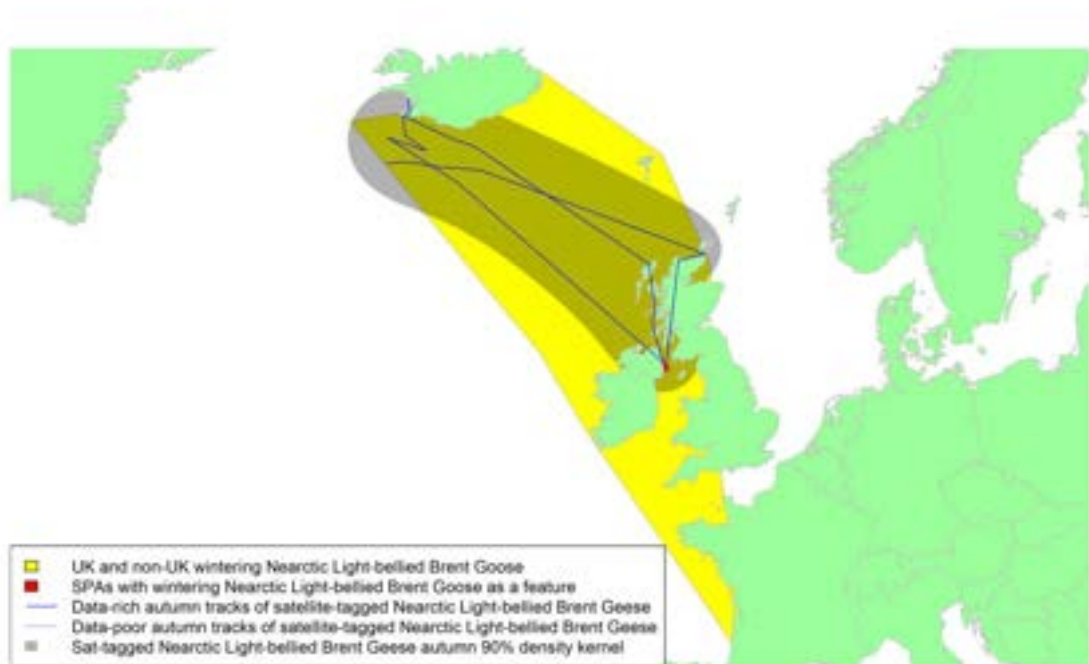 UK and non-UK wintering Nearctic Light-bellied Brent Goose
SPAs with wintering Nearctic Light-bellied Brent Goose as a feature
Data-rich autumn tracks of satellite-tagged Nearctic Light-bellied Brent Geese
Data-poor autumn tracks of satellite-tagged Nearctic Light-bellied Brent Geese
Sat-tagged Nearctic Light-bellied Brent Geese autumn 90% density kernel